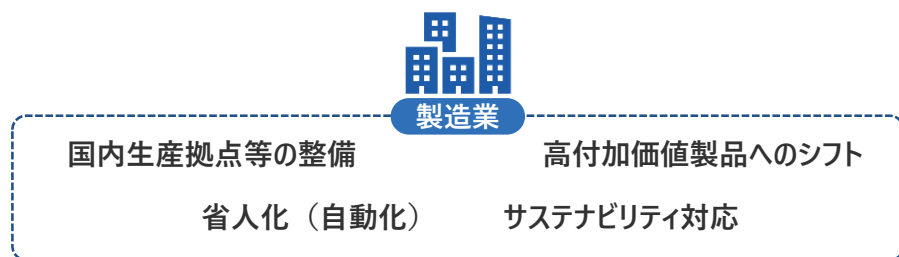 製造業
国内生産拠点等の整備 高付加価値製品へのシフト
省人化（自動化） サステナビリティ対応